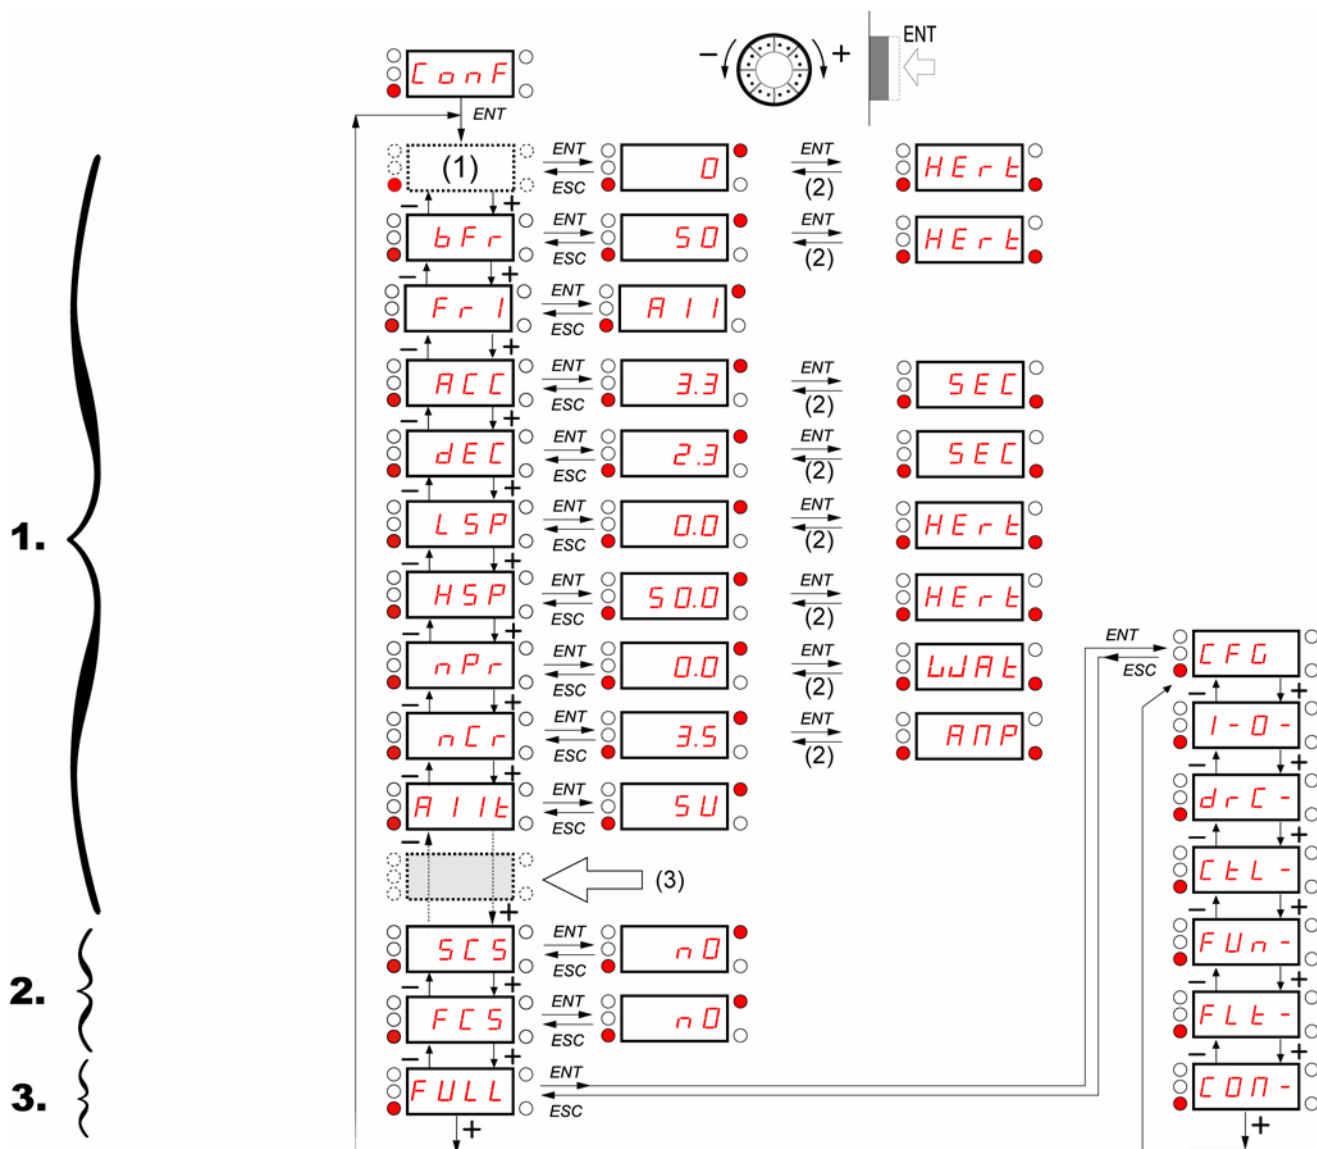 − + ENT
ConF
ENT
(1) ENT ESC 0 ENT (2) HErt
− +
bFr ENT ESC 50 ENT (2) HErt
− +
Fr1 ENT ESC A11
− +
ACC ENT ESC 3.3 ENT (2) SEC
− +
dEC ENT ESC 2.3 ENT (2) SEC
− +
LSP ENT ESC 0.0 ENT (2) HErt
1.
− +
HSP ENT ESC 50.0 ENT (2) HErt
− +
nPr ENT ESC 0.0 ENT (2) WAt ENT ESC CFG
− + − +
nCr ENT ESC 3.5 ENT (2) AMP I-O-
− + − +
A11t ENT ESC 5U drC-
− − +
(3) CtL-
+ − +
SCS ENT ESC nO FUn-
2.
− + − +
FCS ENT ESC nO FLt-
− + − +
3. FULL ENT ESC COM-
+ +